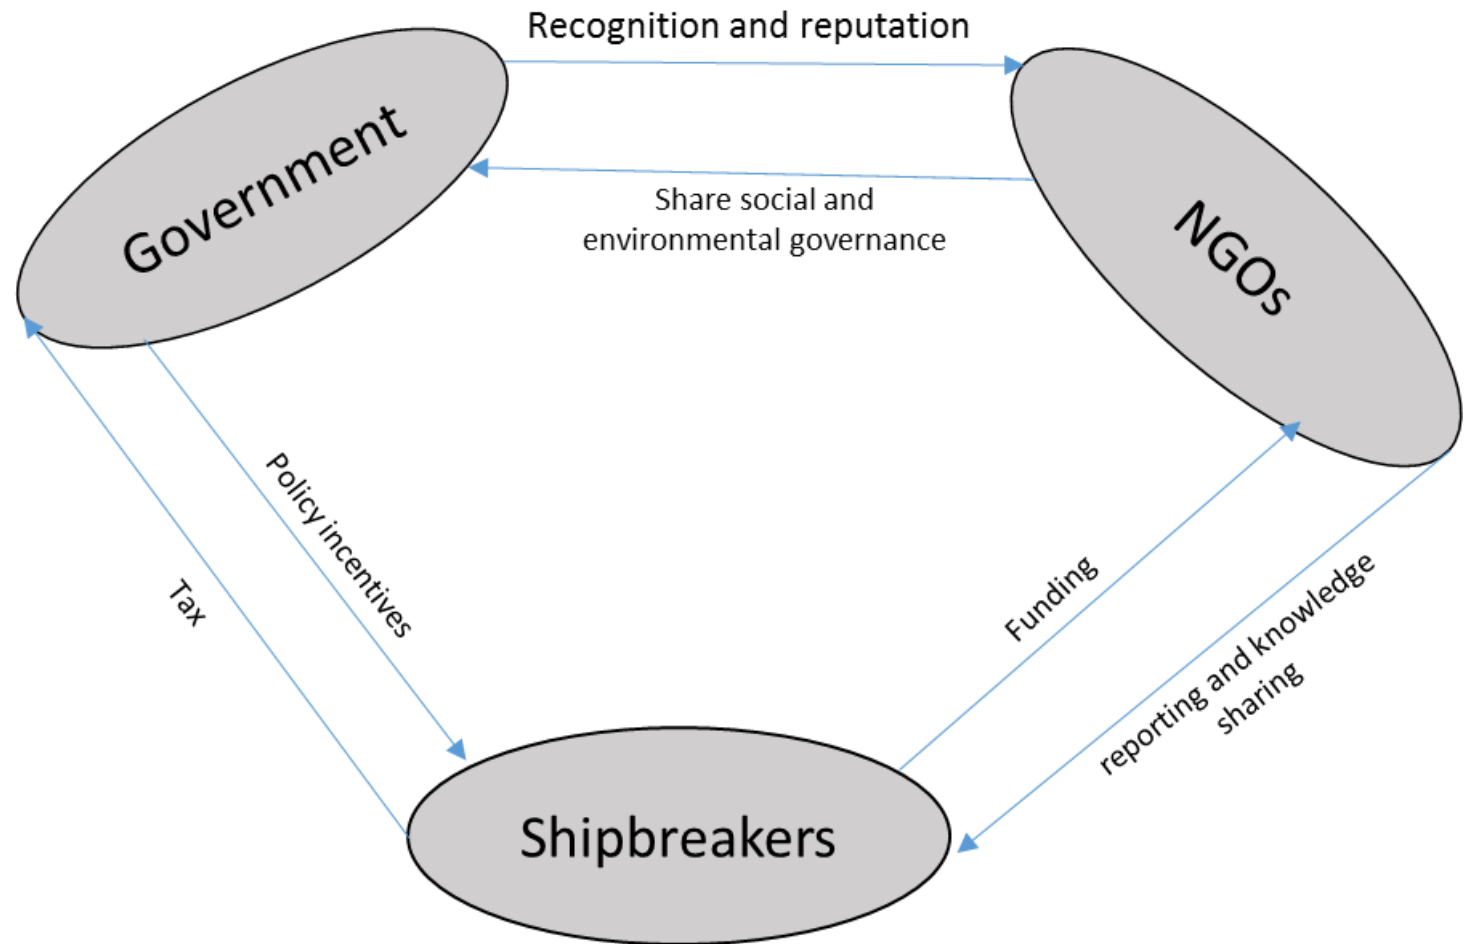 Recognition and reputation
Government
NGOs
Share social and
environmental governance
Policy incentives
Tax
Funding
reporting and knowledge
sharing
Shipbreakers